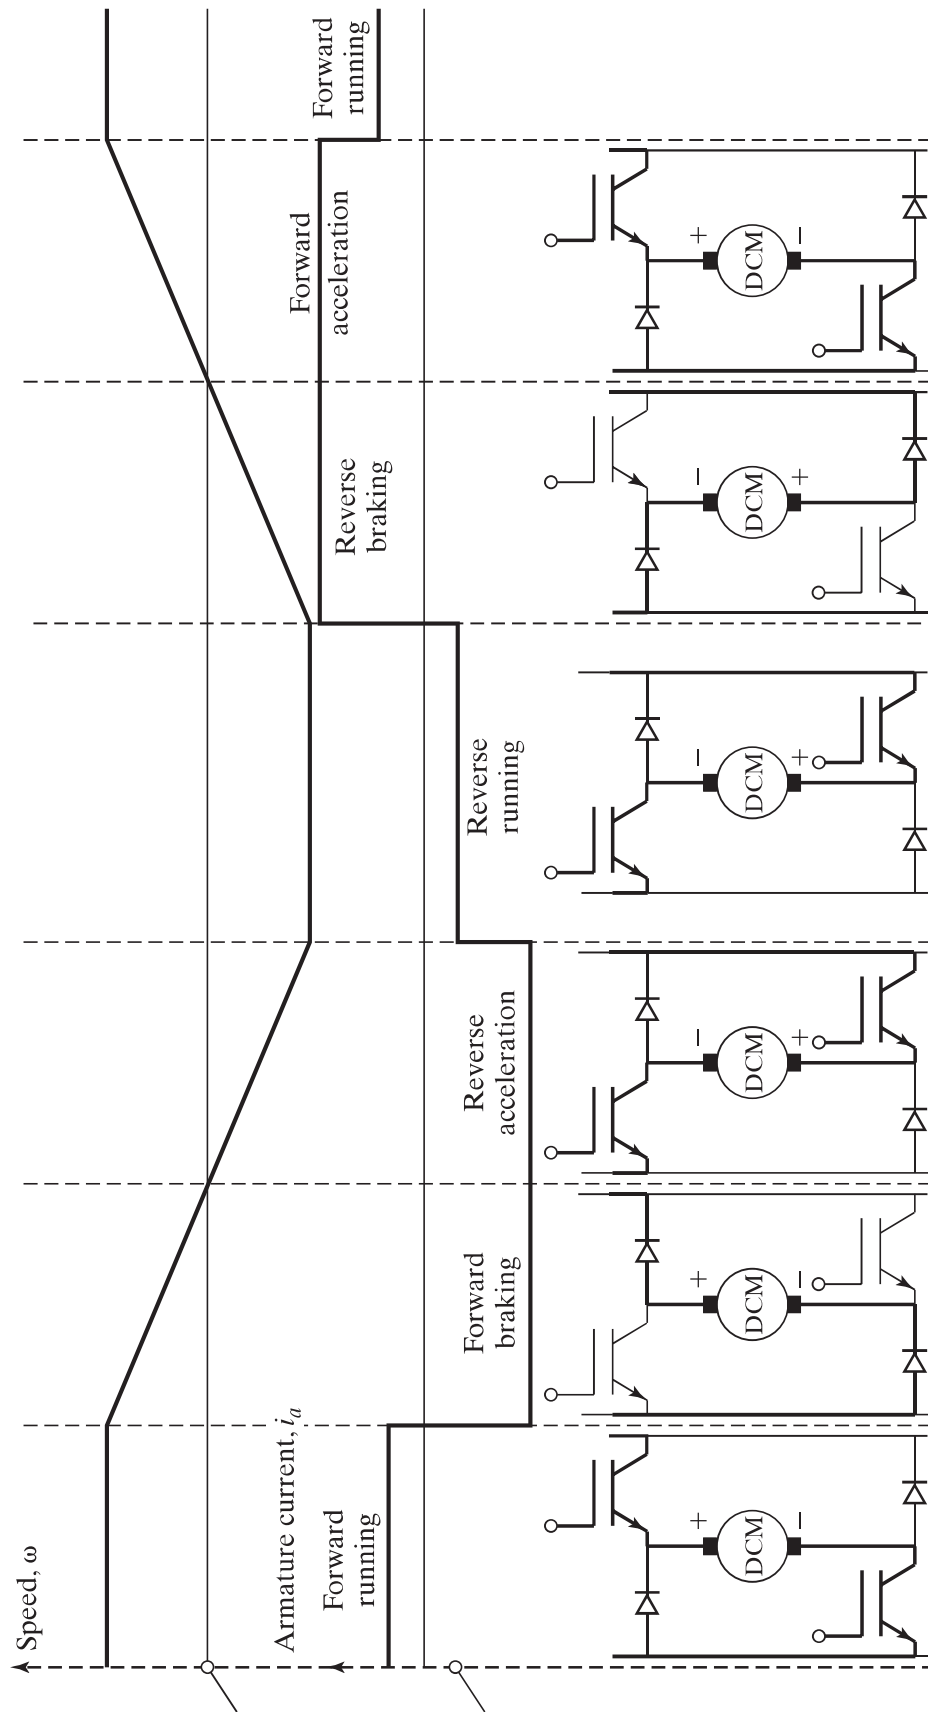 Speed, ω
Armature current, iₐ
Forward
running
Forward
braking
Reverse
acceleration
Reverse
running
Reverse
braking
Forward
acceleration
Forward
running
+
DCM
−
+
DCM
−
−
DCM
+
−
DCM
+
−
DCM
+
+
DCM
−